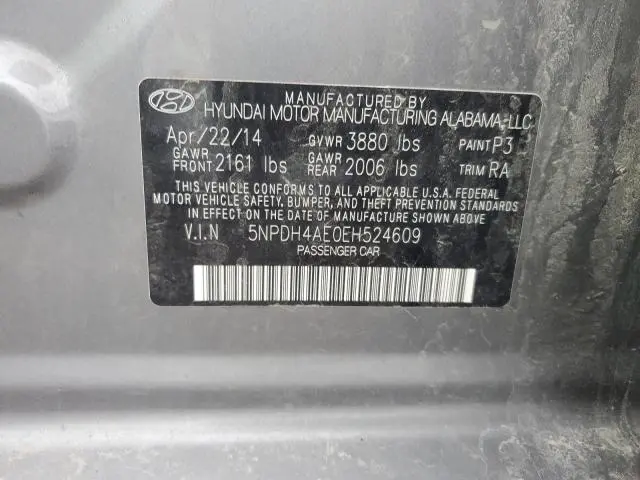 MANUFACTURED BY
HYUNDAI MOTOR MANUFACTURING ALABAMA, LLC
Apr/22/14 GVWR 3880 lbs PAINT P3
GAWR FRONT 2161 lbs GAWR REAR 2006 lbs TRIM RA
THIS VEHICLE CONFORMS TO ALL APPLICABLE U.S.A. FEDERAL
MOTOR VEHICLE SAFETY, BUMPER, AND THEFT PREVENTION STANDARDS
IN EFFECT ON THE DATE OF MANUFACTURE SHOWN ABOVE
V.I.N 5NPDH4AE0EH524609
PASSENGER CAR